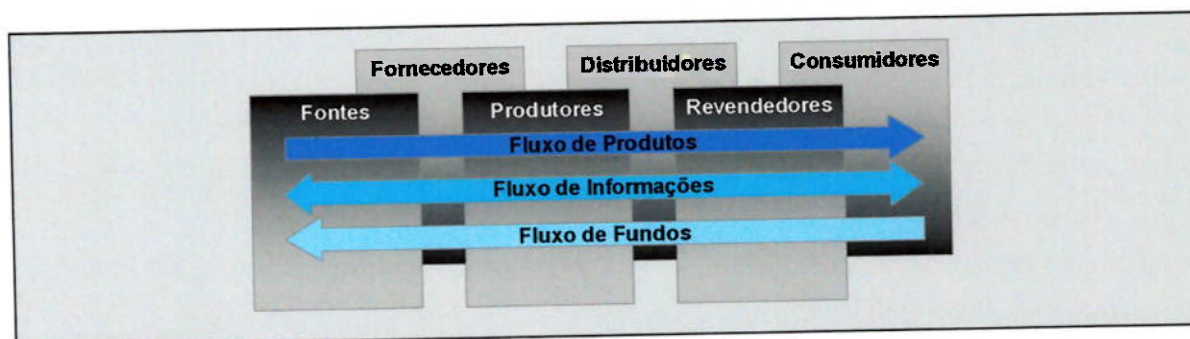 Fornecedores
Distribuidores
Consumidores
Fontes
Produtores
Revendedores
Fluxo de Produtos
Fluxo de Informações
Fluxo de Fundos